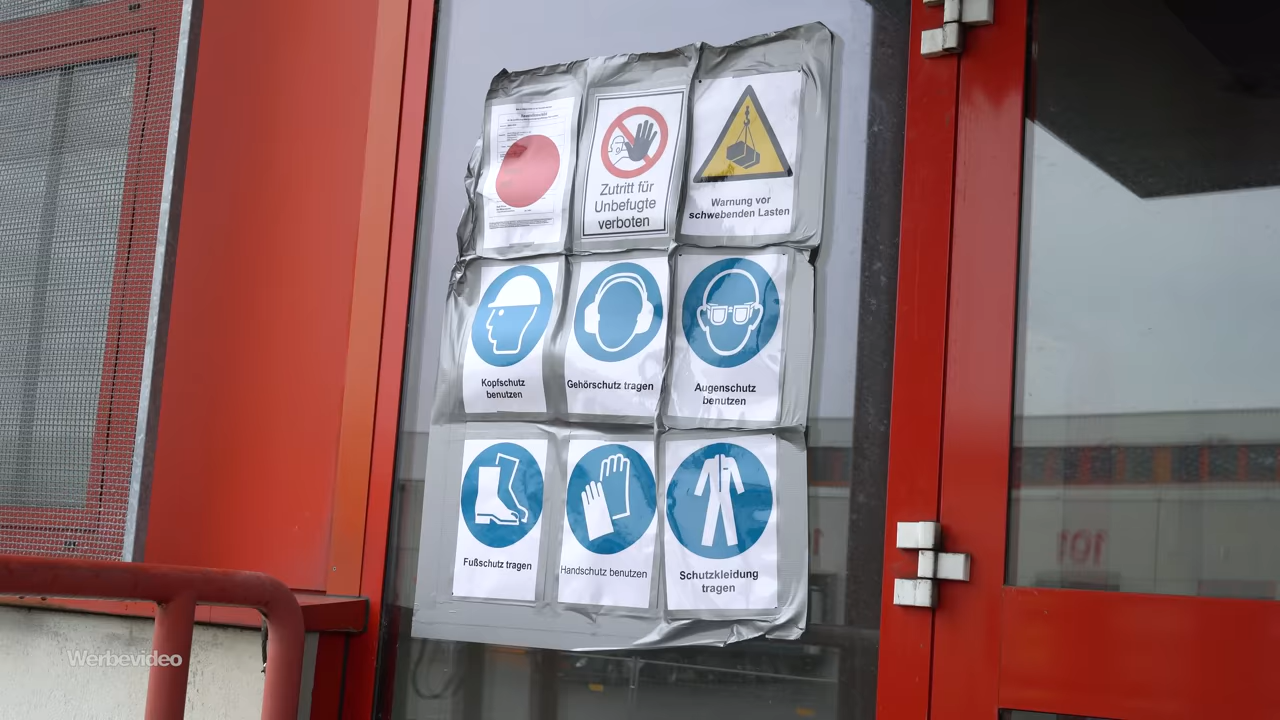 Zutritt für
Unbefugte
verboten
Warnung vor
schwebenden Lasten
Kopfschutz
benutzen
Gehörschutz tragen
Augenschutz
benutzen
Fußschutz tragen
Handschutz benutzen
Schutzkleidung
tragen
101
Werbevideo